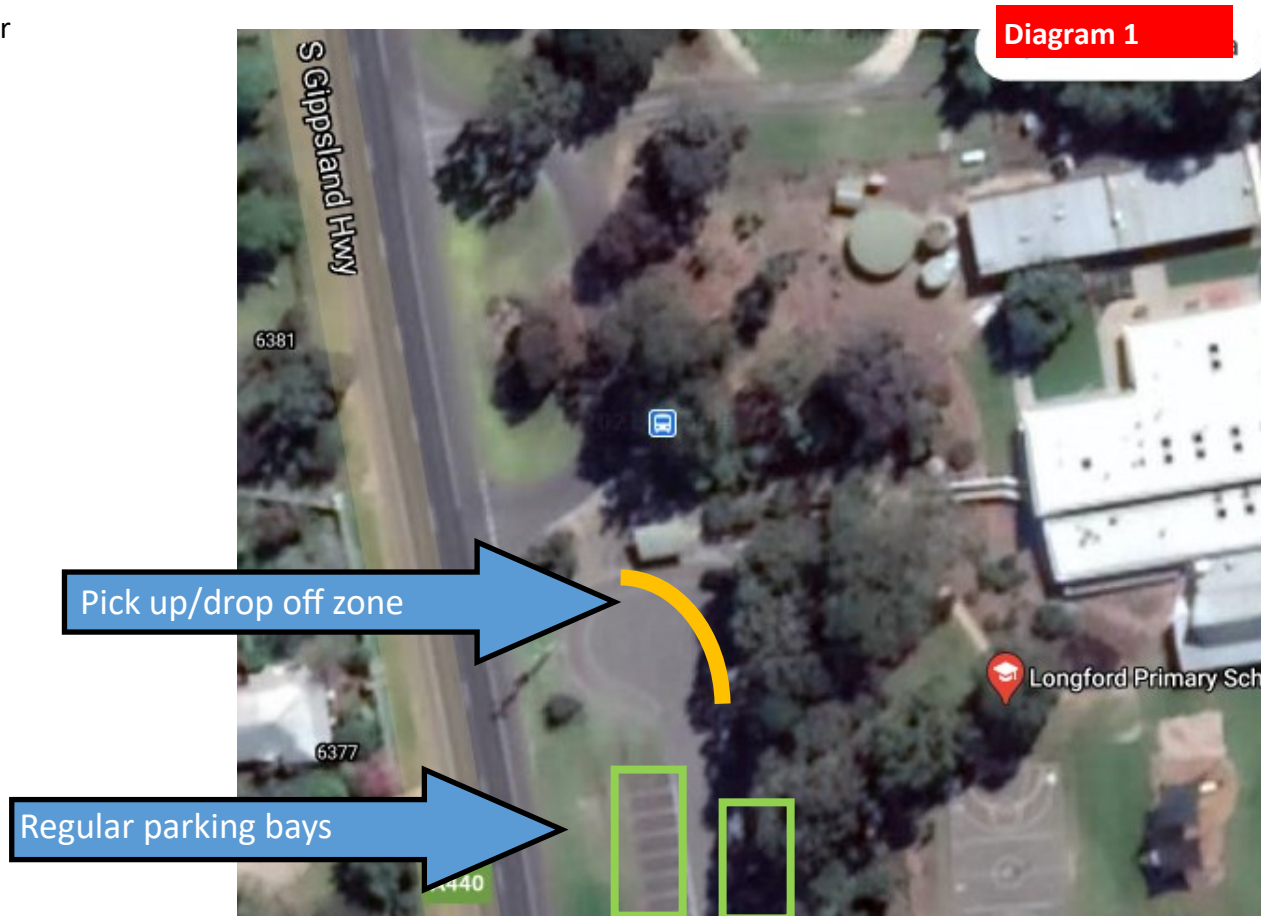 r
Diagram 1
S Gippsland Hwy
6381
Pick up/drop off zone
Longford Primary Sch
6377
Regular parking bays
A440